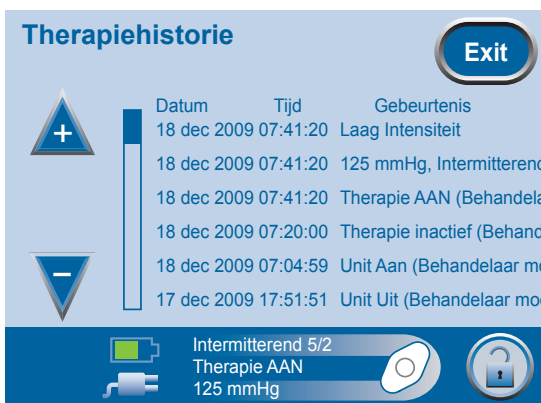 Therapiehistorie
Exit
+
Datum Tijd Gebeurtenis
18 dec 2009 07:41:20 Laag Intensiteit
18 dec 2009 07:41:20 125 mmHg, Intermitterend
18 dec 2009 07:41:20 Therapie AAN (Behandela
18 dec 2009 07:20:00 Therapie inactief (Behand
18 dec 2009 07:04:59 Unit Aan (Behandelaar mo
17 dec 2009 17:51:51 Unit Uit (Behandelaar moo
–
Intermitterend 5/2
Therapie AAN
125 mmHg